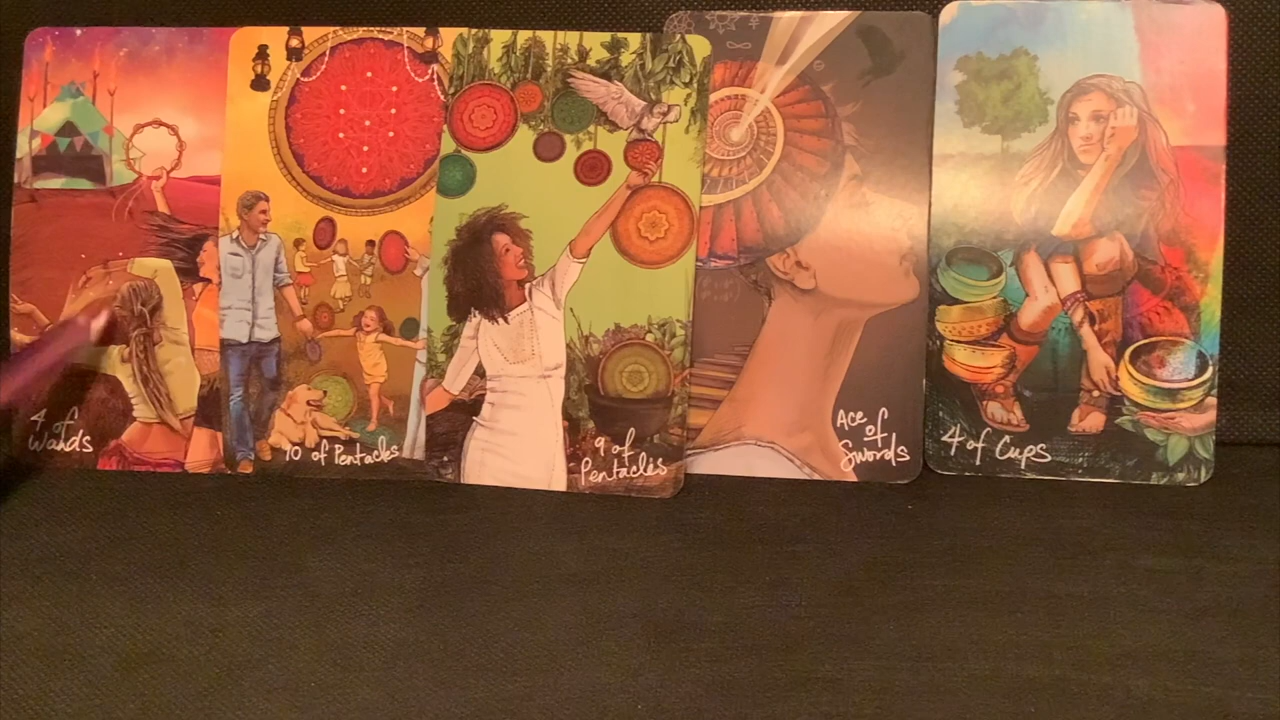 4 of
Wands
10 of Pentacles
9 of
Pentacles
Ace
of
Swords
4 of Cups